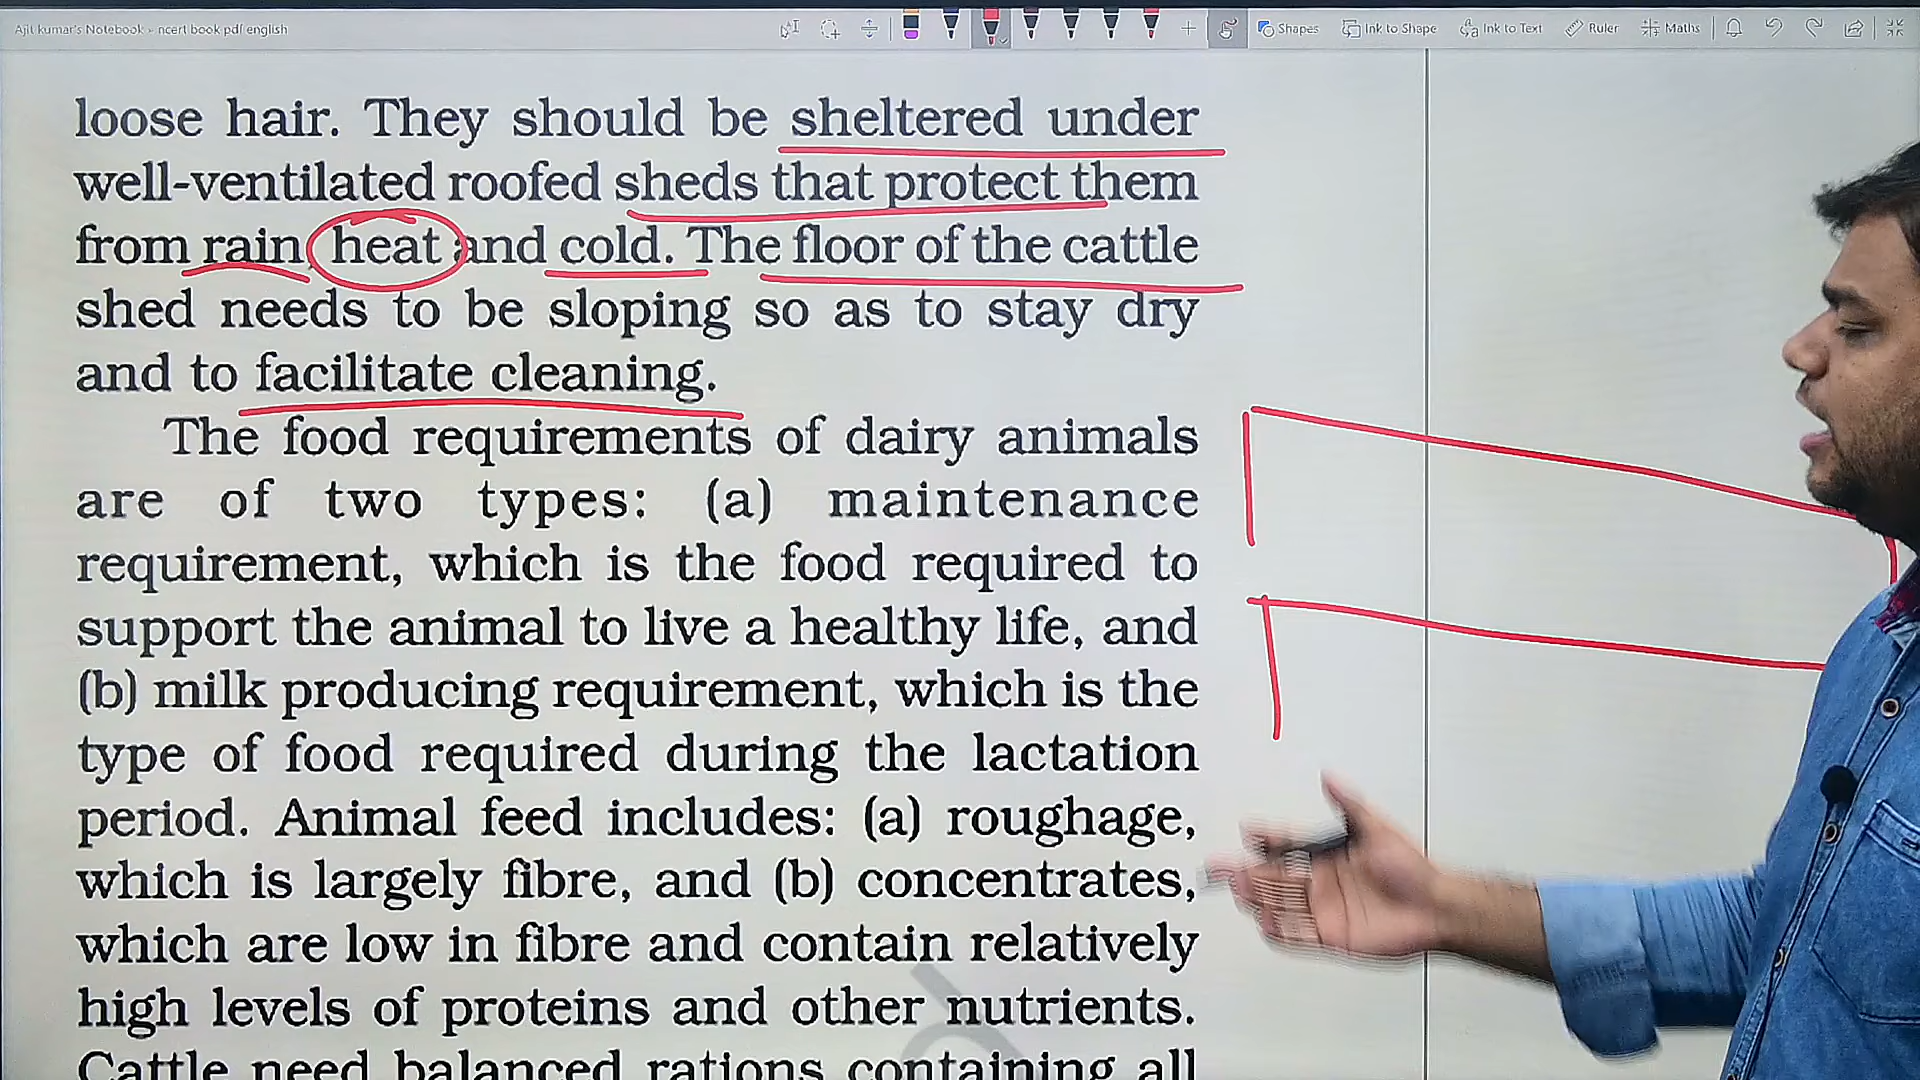 Ajit kumar's Notebook > ncert book pdf english
Shapes
Ink to Shape
Ink to Text
Ruler
Maths
loose hair. They should be sheltered under
well-ventilated roofed sheds that protect them
from rain, heat and cold. The floor of the cattle
shed needs to be sloping so as to stay dry
and to facilitate cleaning.
The food requirements of dairy animals
are of two types: (a) maintenance
requirement, which is the food required to
support the animal to live a healthy life, and
(b) milk producing requirement, which is the
type of food required during the lactation
period. Animal feed includes: (a) roughage,
which is largely fibre, and (b) concentrates,
which are low in fibre and contain relatively
high levels of proteins and other nutrients.
Cattle need balanced rations containing all